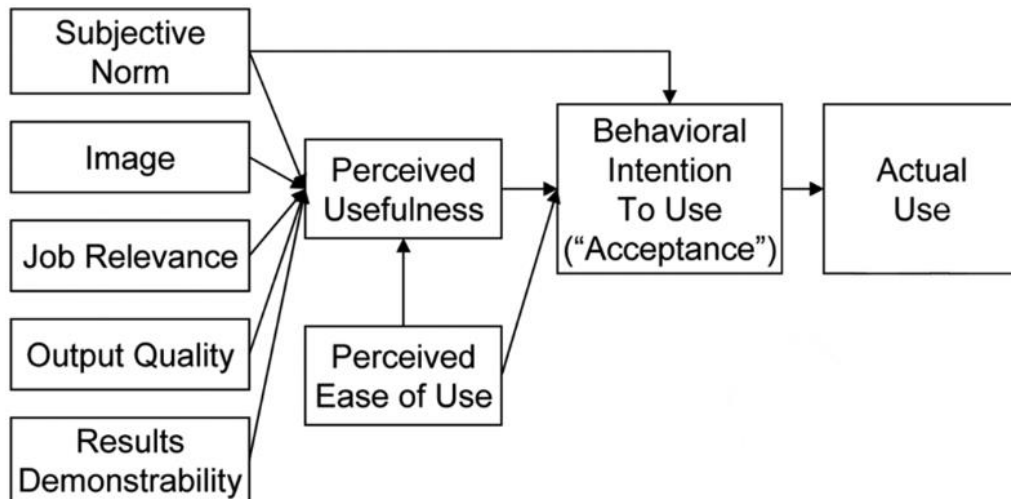 Subjective
Norm
Image
Job Relevance
Output Quality
Results
Demonstrability
Perceived
Usefulness
Perceived
Ease of Use
Behavioral
Intention
To Use
(“Acceptance”)
Actual
Use